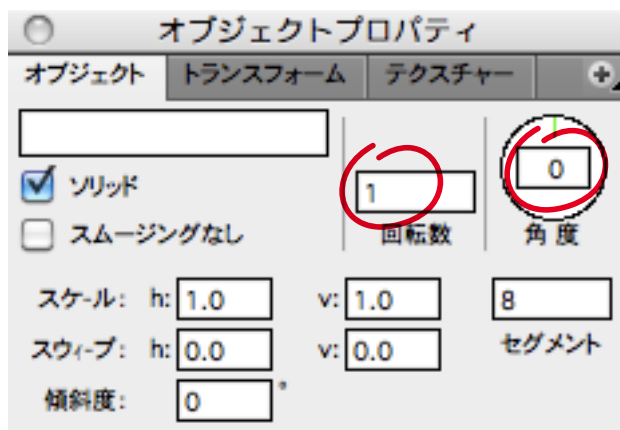 オブジェクトプロパティ
オブジェクト トランスフォーム テクスチャー
ソリッド
スムージングなし
1
回転数
0
角度
スケール: h: 1.0 v: 1.0
8
セグメント
スウィープ: h: 0.0 v: 0.0
傾斜度: 0 °